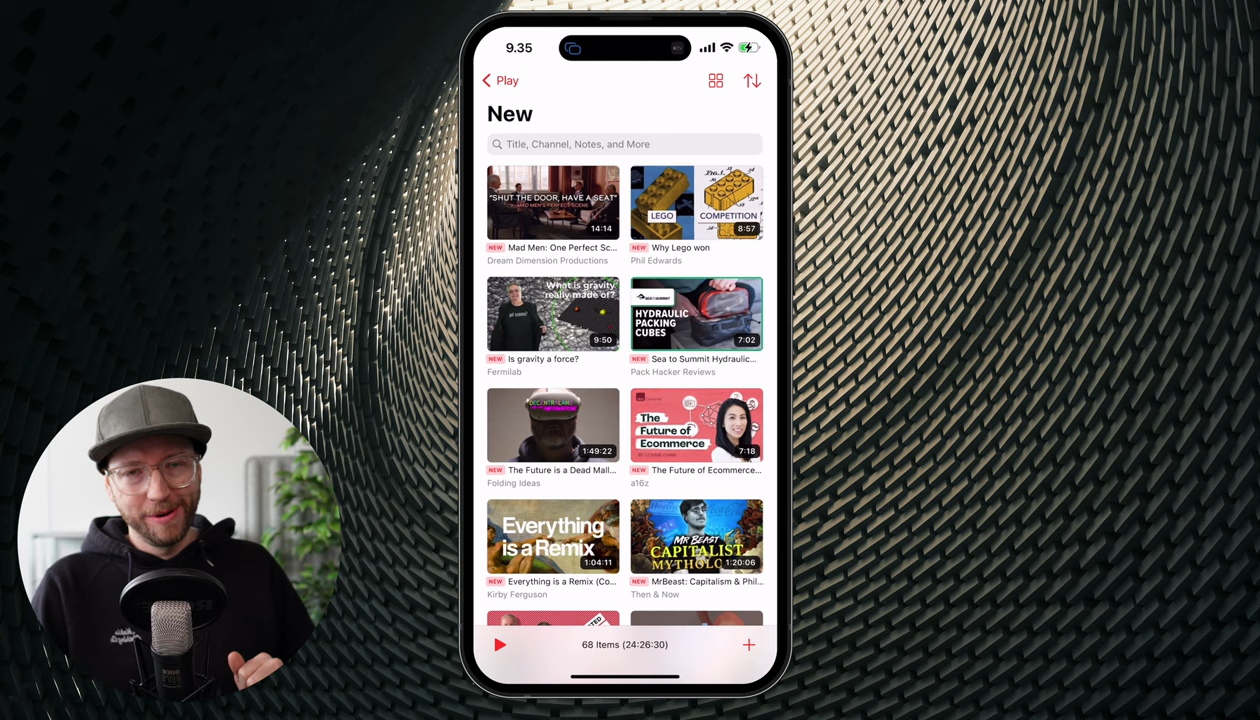 9.35
Play
New
Title, Channel, Notes, and More
"SHUT THE DOOR, HAVE A SEAT"
MAD MEN'S PERFECT SCENE
14:14
LEGO
COMPETITION
8:57
NEW Mad Men: One Perfect Sc...
Dream Dimension Productions
NEW Why Lego won
Phil Edwards
What is gravity
really made of?
9:50
HYDRAULIC
PACKING
CUBES
7:02
NEW Is gravity a force?
Fermilab
NEW Sea to Summit Hydraulic...
Pack Hacker Reviews
DECENTRALAND
1:49:22
The
Future of
Ecommerce
7:18
NEW The Future is a Dead Mall...
Folding Ideas
NEW The Future of Ecommerce...
a16z
Everything
is a Remix
1:04:11
MR BEAST
CAPITALIST
1:20:06
NEW Everything is a Remix (Co...
Kirby Ferguson
NEW MrBeast: Capitalism & Phil...
Then & Now
68 Items (24:26:30)